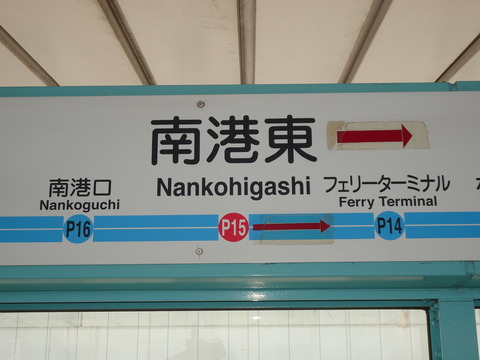 南港東
Nankohigashi
南港口
Nankoguchi
フェリーターミナル
Ferry Terminal
P16
P15
P14